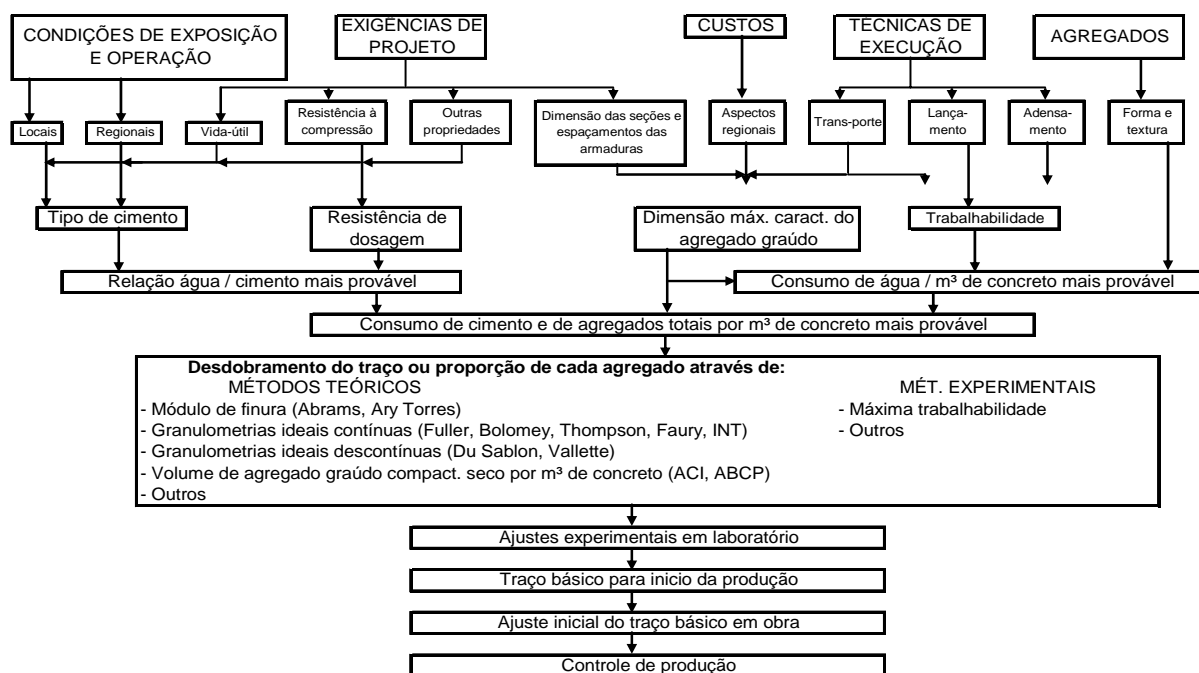 CONDIÇÕES DE EXPOSIÇÃO
E OPERAÇÃO
EXIGÊNCIAS DE
PROJETO
CUSTOS
TECNICAS DE
EXECUÇÃO
AGREGADOS
Locais
Regionais
Vida-útil
Resistência à
compressão
Outras
propriedades
Dimensão das seções e
espaçamentos das
armaduras
Aspectos
regionais
Trans-porte
Lança-
mento
Adensa-
mento
Forma e
textura
Tipo de cimento
Resistência de
dosagem
Dimensão máx. caract. do
agregado graúdo
Trabalhabilidade
Relação água / cimento mais provável
Consumo de água / m³ de concreto mais provável
Consumo de cimento e de agregados totais por m³ de concreto mais provável
Desdobramento do traço ou proporção de cada agregado através de:
MÉTODOS TEÓRICOS
- Módulo de finura (Abrams, Ary Torres)
- Granulometrias ideais contínuas (Fuller, Bolomey, Thompson, Faury, INT)
- Granulometrias ideais descontínuas (Du Sablon, Vallette)
- Volume de agregado graúdo compact. seco por m³ de concreto (ACI, ABCP)
- Outros
MÉT. EXPERIMENTAIS
- Máxima trabalhabilidade
- Outros
Ajustes experimentais em laboratório
Traço básico para inicio da produção
Ajuste inicial do traço básico em obra
Controle de produção